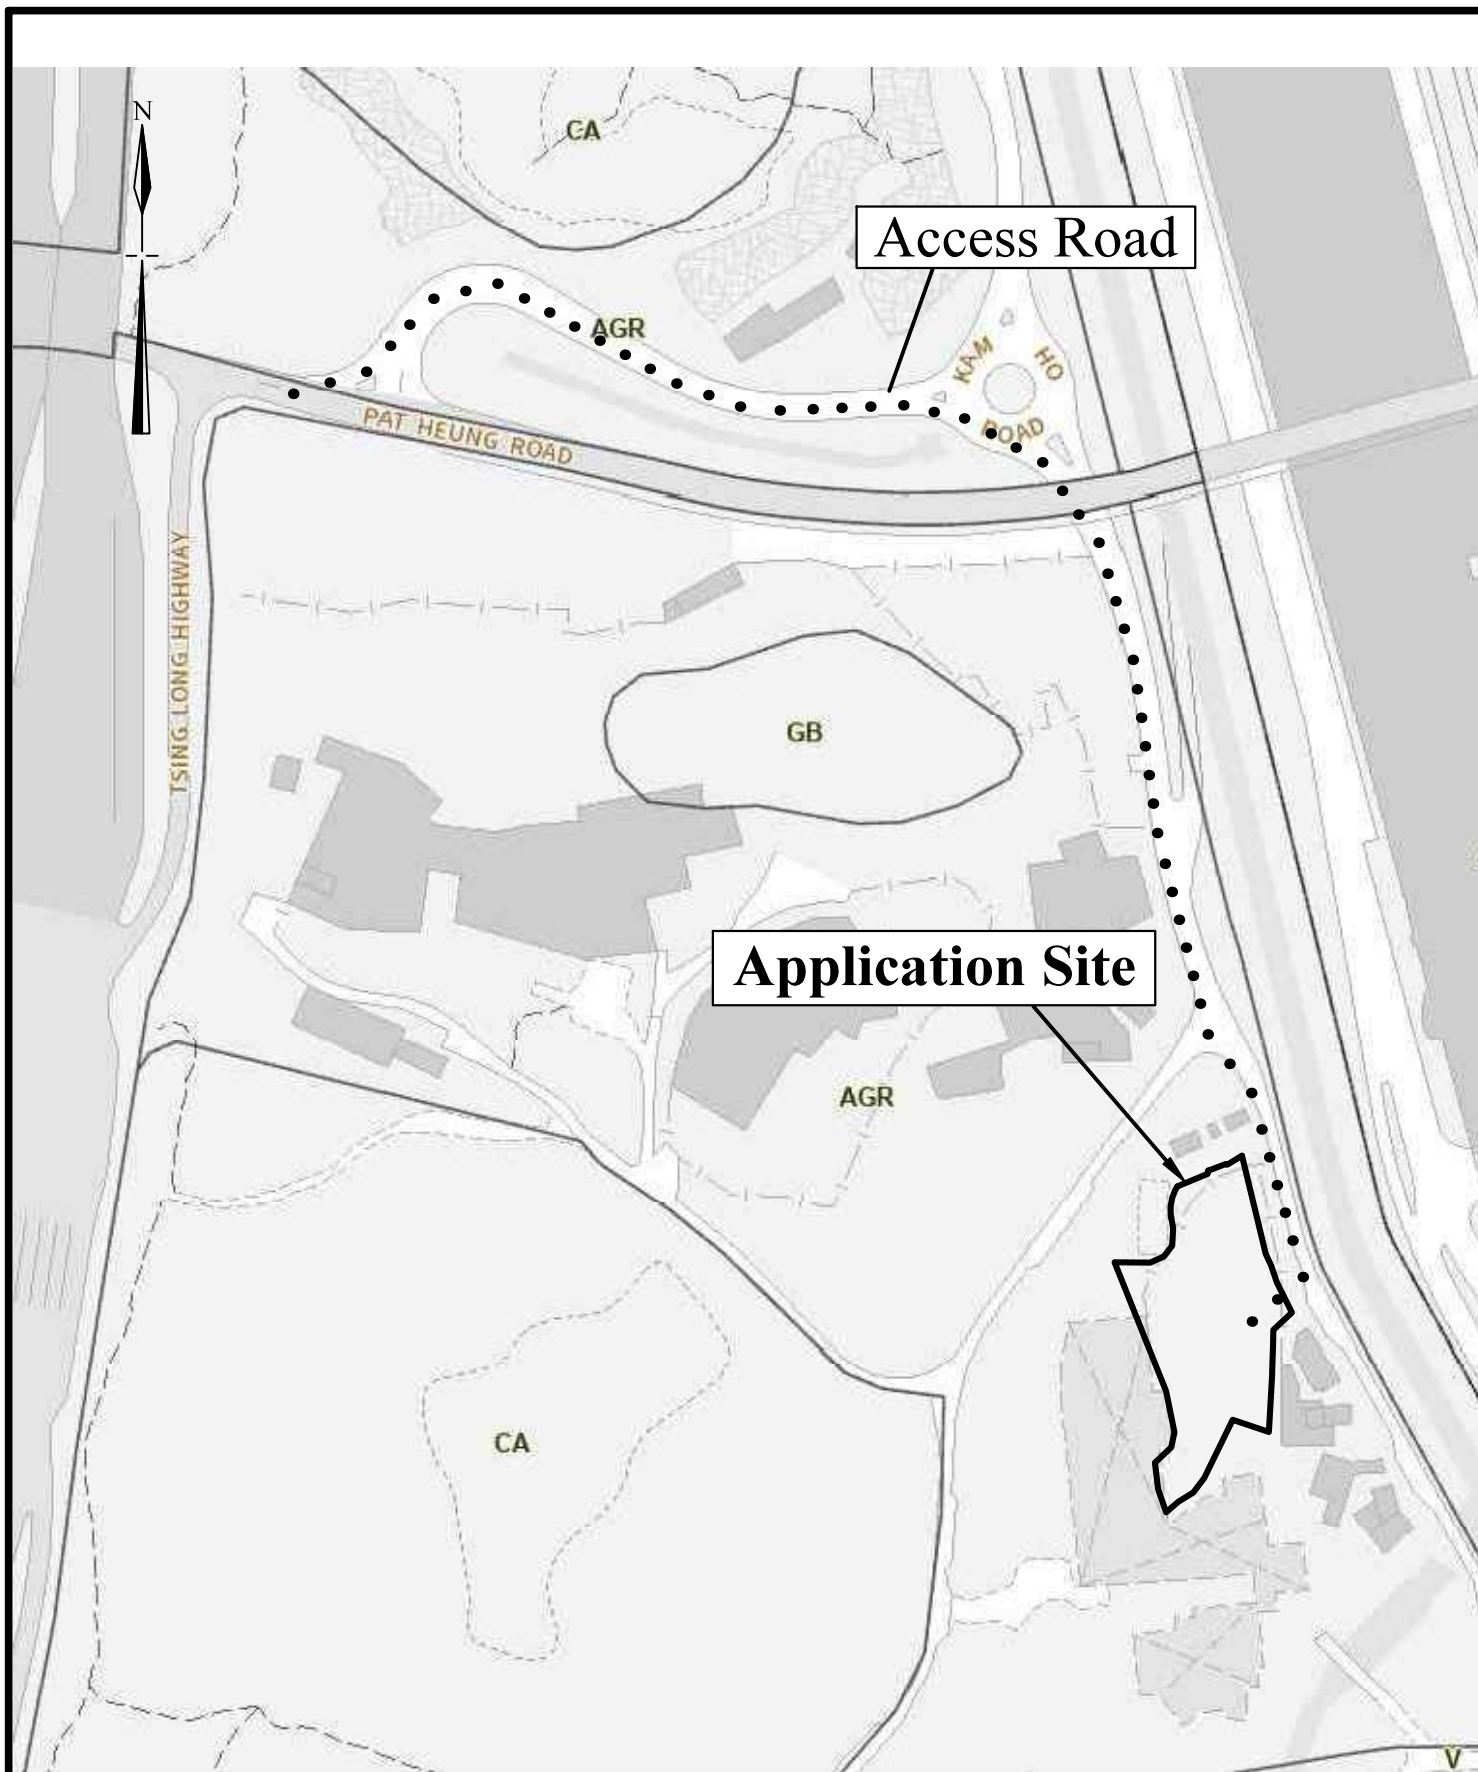 N
CA
Access Road
AGR
KAM HO ROAD
PAT HEUNG ROAD
TSING LONG HIGHWAY
GB
Application Site
AGR
CA
V